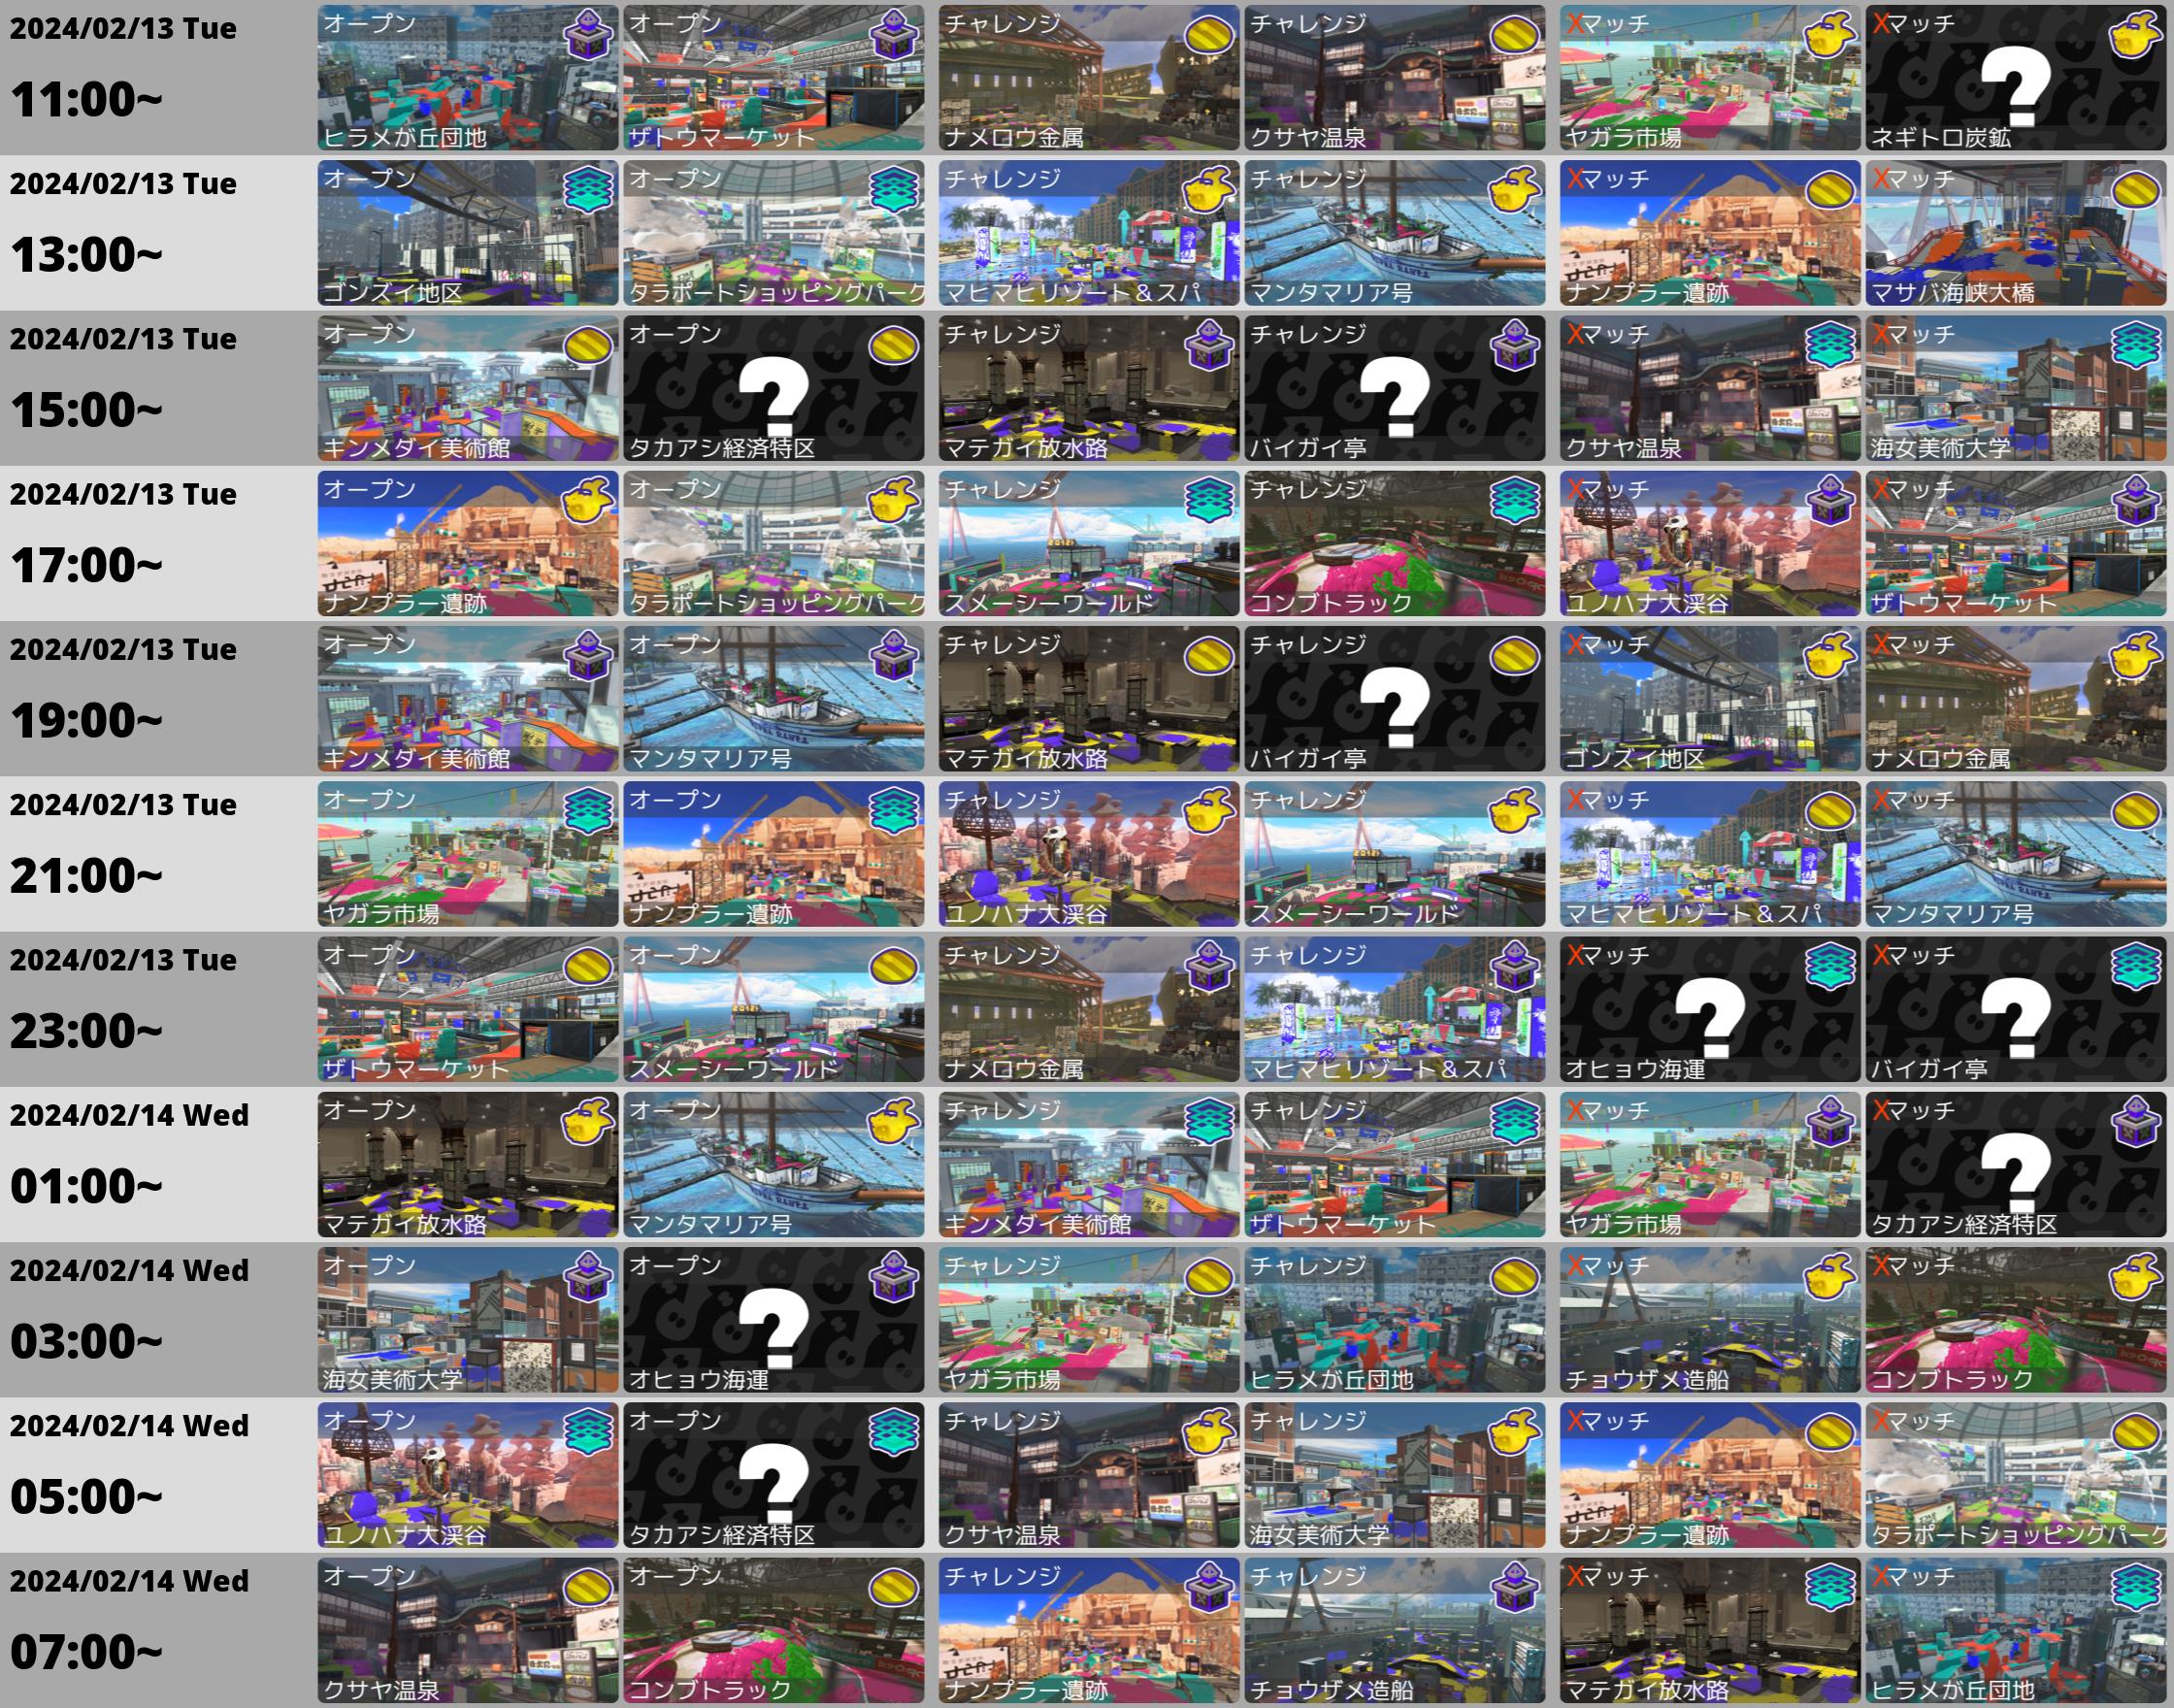 2024/02/13 Tue
11:00~
オープン オープン チャレンジ チャレンジ Xマッチ Xマッチ
ヒラメが丘団地 ザトウマーケット ナメロウ金属 クサヤ温泉 ヤガラ市場 ネギトロ炭鉱
2024/02/13 Tue
13:00~
オープン オープン チャレンジ チャレンジ Xマッチ Xマッチ
ゴンズイ地区 タラポートショッピングパーク マヒマヒリゾート＆スパ マンタマリア号 ナンプラー遺跡 マサバ海峡大橋
2024/02/13 Tue
15:00~
オープン オープン チャレンジ チャレンジ Xマッチ Xマッチ
キンメダイ美術館 タカアシ経済特区 マテガイ放水路 バイガイ亭 クサヤ温泉 海女美術大学
2024/02/13 Tue
17:00~
オープン オープン チャレンジ チャレンジ Xマッチ Xマッチ
ナンプラー遺跡 タラポートショッピングパーク スメーシーワールド コンブトラック ユノハナ大渓谷 ザトウマーケット
2024/02/13 Tue
19:00~
オープン オープン チャレンジ チャレンジ Xマッチ Xマッチ
キンメダイ美術館 マンタマリア号 マテガイ放水路 バイガイ亭 ゴンズイ地区 ナメロウ金属
2024/02/13 Tue
21:00~
オープン オープン チャレンジ チャレンジ Xマッチ Xマッチ
ヤガラ市場 ナンプラー遺跡 ユノハナ大渓谷 スメーシーワールド マヒマヒリゾート＆スパ マンタマリア号
2024/02/13 Tue
23:00~
オープン オープン チャレンジ チャレンジ Xマッチ Xマッチ
ザトウマーケット スメーシーワールド ナメロウ金属 マヒマヒリゾート＆スパ オヒョウ海運 バイガイ亭
2024/02/14 Wed
01:00~
オープン オープン チャレンジ チャレンジ Xマッチ Xマッチ
マテガイ放水路 マンタマリア号 キンメダイ美術館 ザトウマーケット ヤガラ市場 タカアシ経済特区
2024/02/14 Wed
03:00~
オープン オープン チャレンジ チャレンジ Xマッチ Xマッチ
海女美術大学 オヒョウ海運 ヤガラ市場 ヒラメが丘団地 チョウザメ造船 コンブトラック
2024/02/14 Wed
05:00~
オープン オープン チャレンジ チャレンジ Xマッチ Xマッチ
ユノハナ大渓谷 タカアシ経済特区 クサヤ温泉 海女美術大学 ナンプラー遺跡 タラポートショッピングパーク
2024/02/14 Wed
07:00~
オープン オープン チャレンジ チャレンジ Xマッチ Xマッチ
クサヤ温泉 コンブトラック ナンプラー遺跡 チョウザメ造船 マテガイ放水路 ヒラメが丘団地